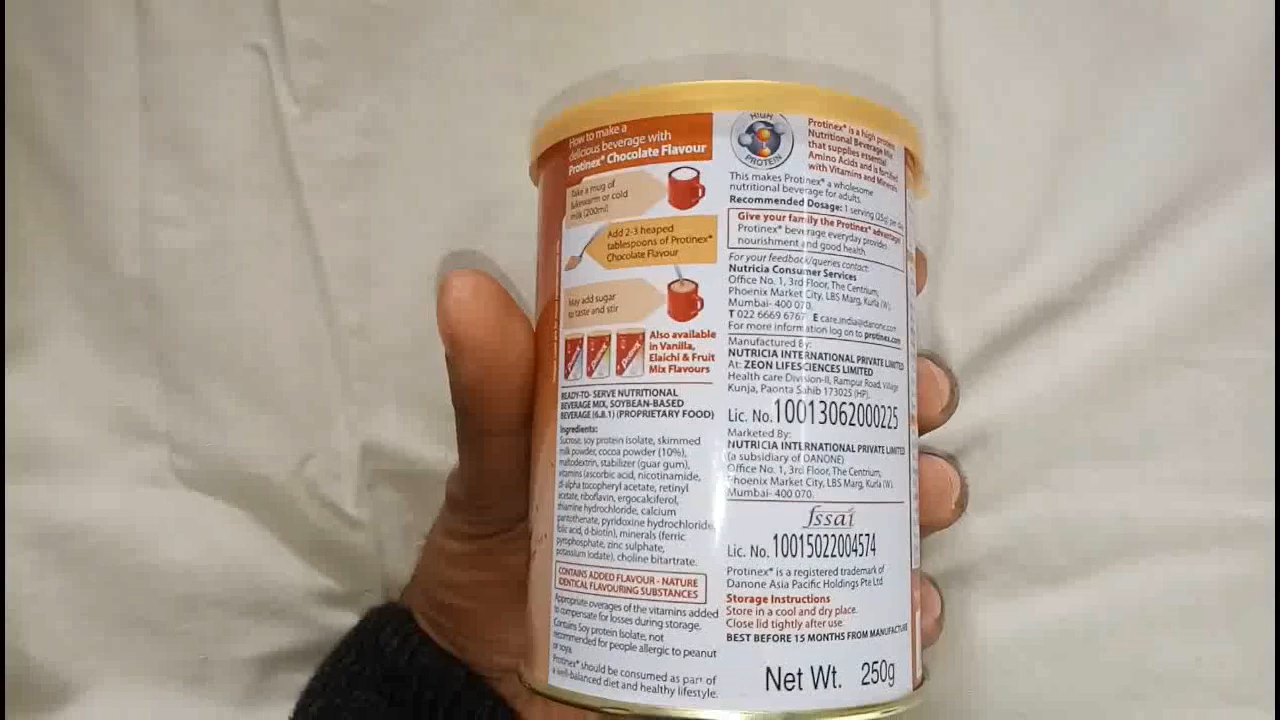 How to make a
delicious beverage with
Protinex® Chocolate Flavour
Take a mug of
lukewarm or cold
milk (200ml)
Add 2-3 heaped
tablespoons of Protinex®
Chocolate Flavour
May add sugar
to taste and stir
Also available
in Vanilla,
Elaichi & Fruit
Mix Flavours
READY-TO- SERVE NUTRITIONAL
BEVERAGE MIX, SOYBEAN-BASED
BEVERAGE (6.8.1) (PROPRIETARY FOOD)
Ingredients:
Sucrose, soy protein isolate, skimmed
milk powder, cocoa powder (10%),
maltodextrin, stabilizer (guar gum),
vitamins (ascorbic acid, nicotinamide,
dl-alpha tocopheryl acetate, retinyl
acetate, riboflavin, ergocalciferol,
thiamine hydrochloride, calcium
pantothenate, pyridoxine hydrochloride,
folic acid, d-biotin), minerals (ferric
pyrophosphate, zinc sulphate,
potassium iodate), choline bitartrate.
CONTAINS ADDED FLAVOUR - NATURE
IDENTICAL FLAVOURING SUBSTANCES
Appropriate overages of the vitamins added
to compensate for losses during storage.
Contains Soy protein Isolate, not
recommended for people allergic to peanut
or soya.
Protinex® should be consumed as part of
a well-balanced diet and healthy lifestyle.
HIGH
PROTEIN
Protinex® is a high protein
Nutritional Beverage Mix
that supplies essential
Amino Acids and is fortified
with Vitamins and Minerals
This makes Protinex® a wholesome
nutritional beverage for adults.
Recommended Dosage: 1 serving (25g) per day
Give your family the Protinex® advantage
Protinex® beverage everyday provides
nourishment and good health
For your feedback/queries contact:
Nutricia Consumer Services
Office No. 1, 3rd Floor, The Centrium,
Phoenix Market City, LBS Marg, Kurla (W),
Mumbai- 400 070.
T 022 6669 6767 E care.india@danone.com
For more information log on to protinex.com
Manufactured By:
NUTRICIA INTERNATIONAL PRIVATE LIMITED
At: ZEON LIFESCIENCES LIMITED
Health care Division-II, Rampur Road, Village
Kunja, Paonta Sahib 173025 (HP).
Lic. No. 10013062000225
Marketed By:
NUTRICIA INTERNATIONAL PRIVATE LIMITED
(a subsidiary of DANONE)
Office No. 1, 3rd Floor, The Centrium,
Phoenix Market City, LBS Marg, Kurla (W),
Mumbai- 400 070.
fssai
Lic. No. 10015022004574
Protinex® is a registered trademark of
Danone Asia Pacific Holdings Pte Ltd
Storage Instructions
Store in a cool and dry place.
Close lid tightly after use.
BEST BEFORE 15 MONTHS FROM MANUFACTURE
Net Wt. 250g